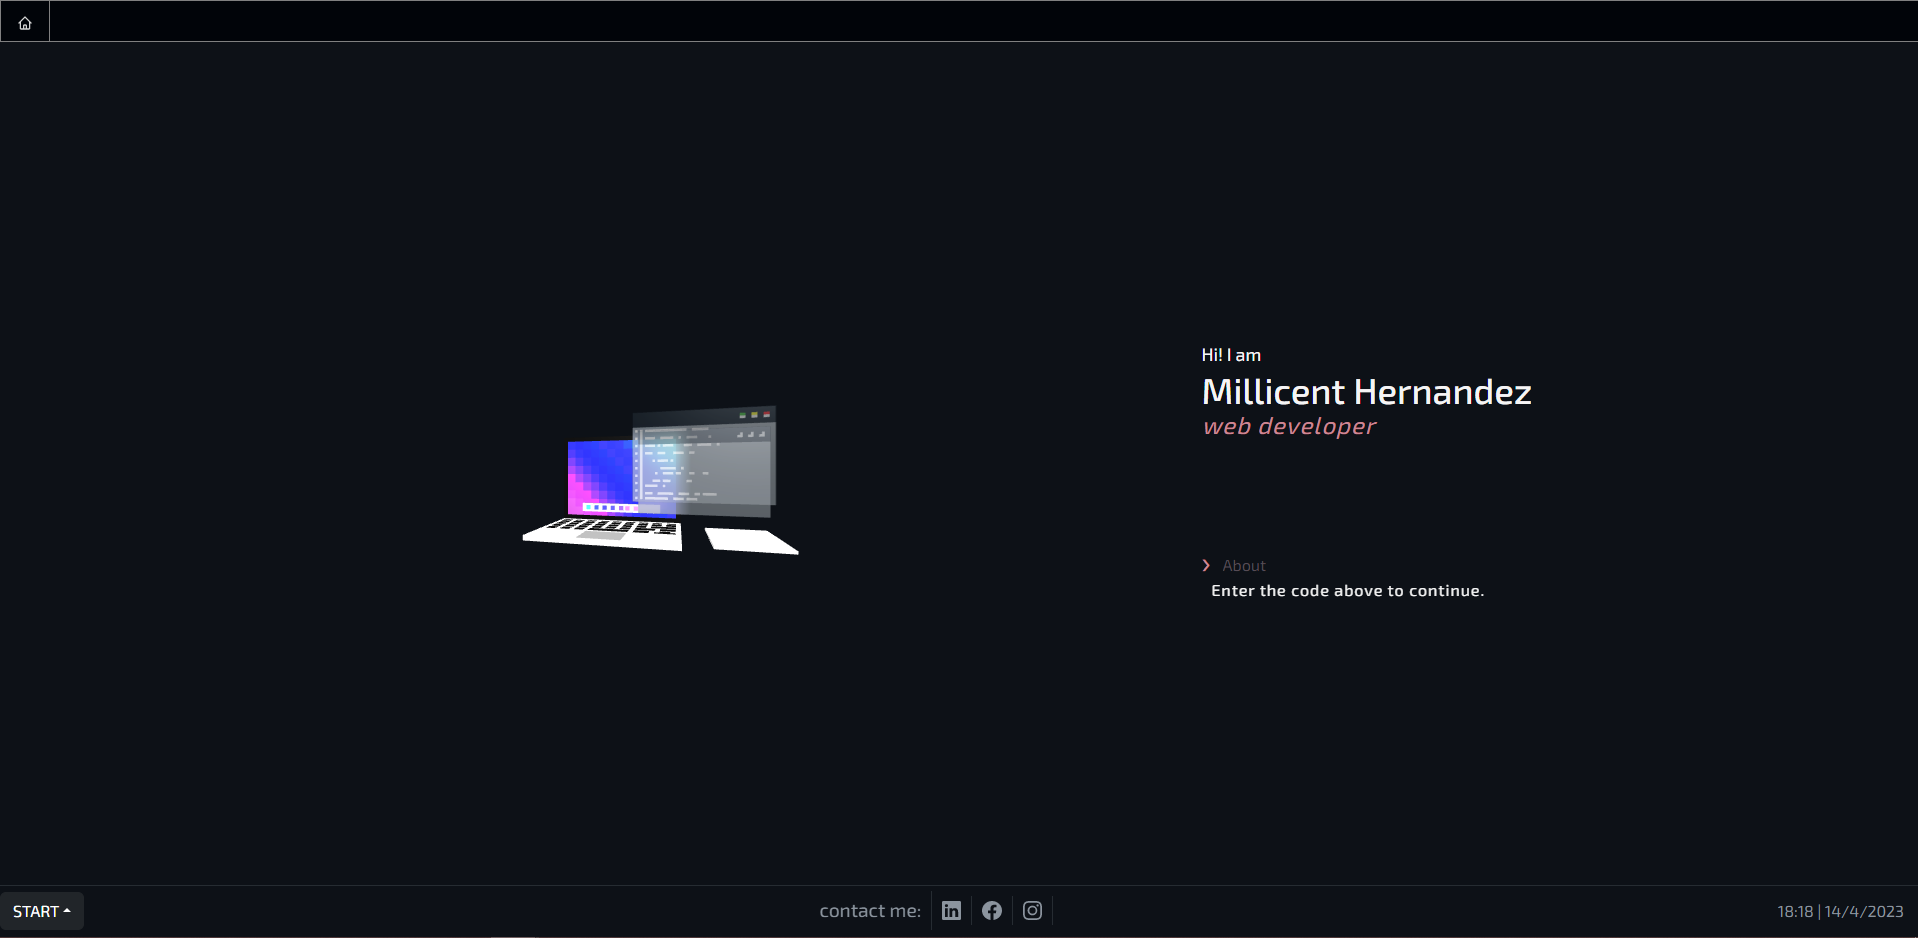 Hi! I am
Millicent Hernandez
web developer
About
Enter the code above to continue.
START
contact me:
18:18 | 14/4/2023